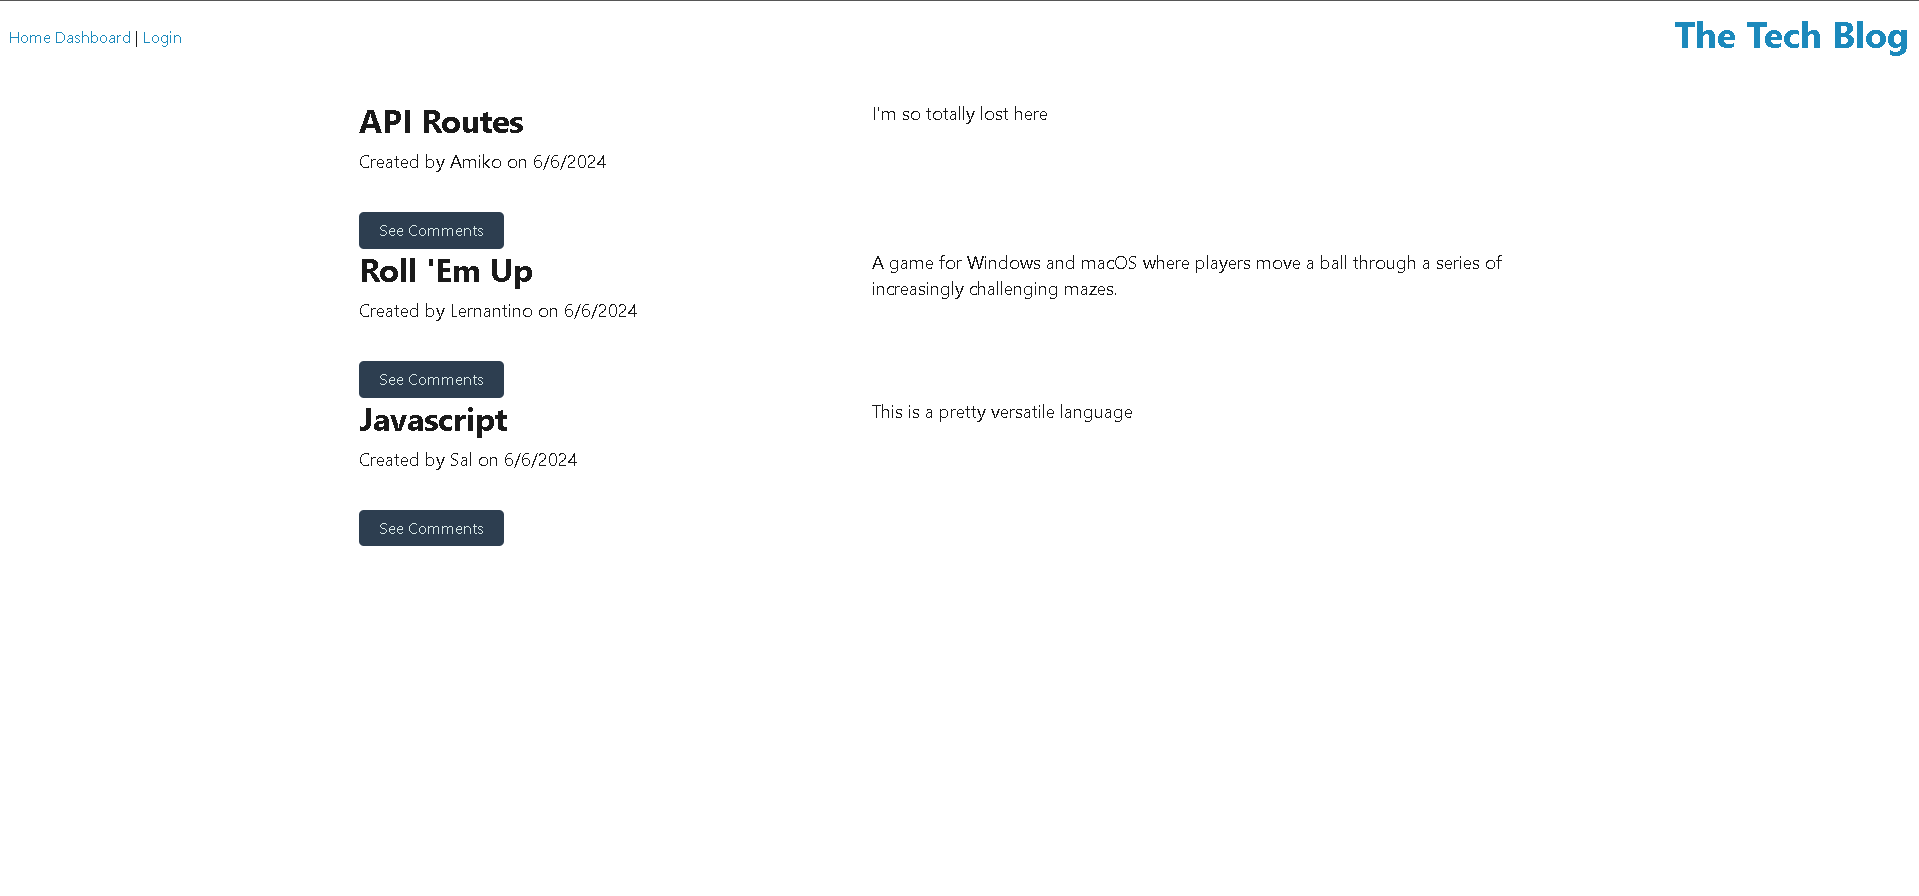 Home Dashboard | Login
The Tech Blog
API Routes
Created by Amiko on 6/6/2024
I'm so totally lost here
See Comments
Roll 'Em Up
Created by Lernantino on 6/6/2024
A game for Windows and macOS where players move a ball through a series of
increasingly challenging mazes.
See Comments
Javascript
Created by Sal on 6/6/2024
This is a pretty versatile language
See Comments